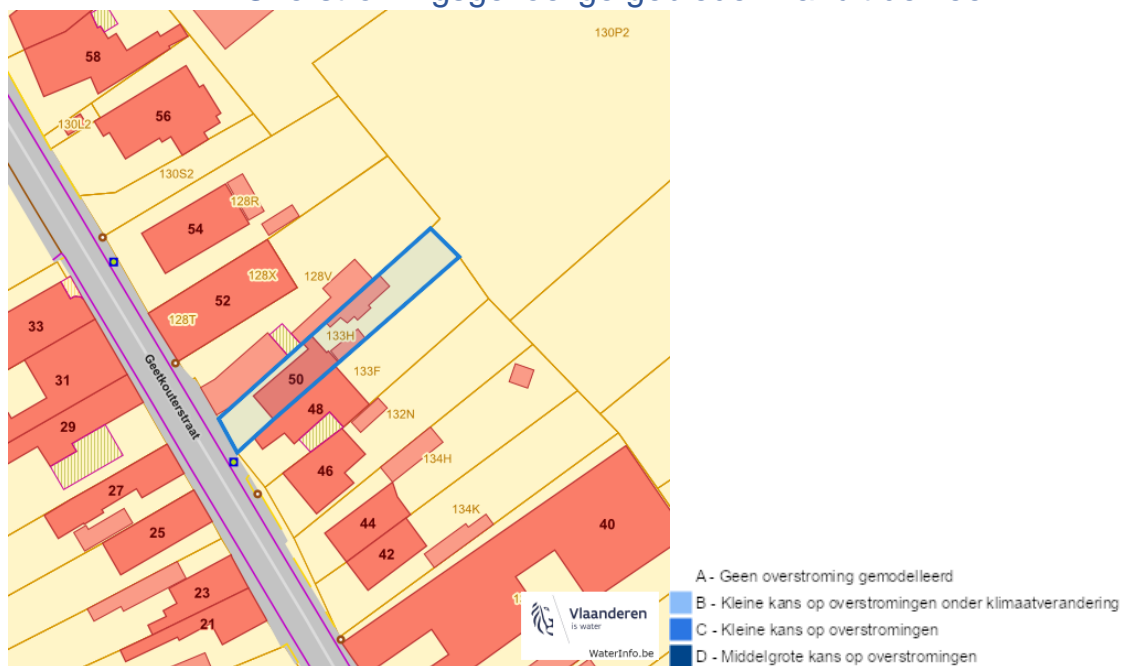 58
130P2
56
130L2
130S2
128R
54
128X
128V
52
128T
33
133H
31
Geetkouterstraat
50
133F
29
48
132N
46
134H
27
134K
44
40
25
42
23
21
Vlaanderen
is water
WaterInfo.be
A - Geen overstroming gemodelleerd
B - Kleine kans op overstromingen onder klimaatverandering
C - Kleine kans op overstromingen
D - Middelgrote kans op overstromingen